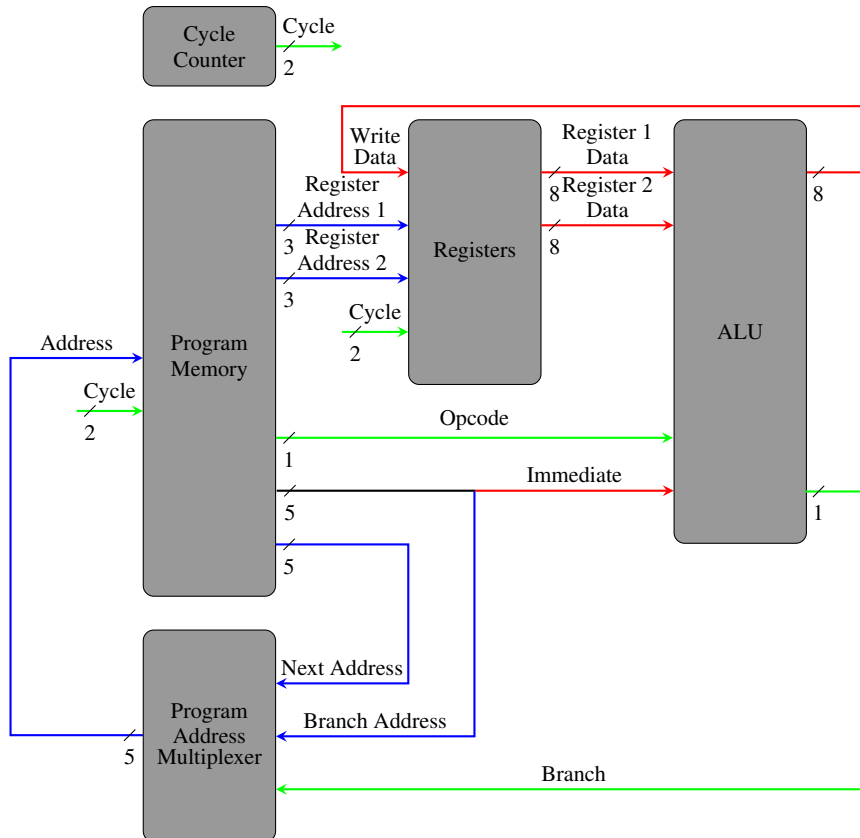 Cycle
Counter
Cycle
2
Write
Data
Register 1
Data
8
8
Register
Address 1
3
Register 2
Data
8
Register
Address 2
3
Registers
Cycle
2
ALU
Address
Program
Memory
Cycle
2
Opcode
1
Immediate
5
1
5
Next Address
Program
Address
Multiplexer
Branch Address
5
Branch